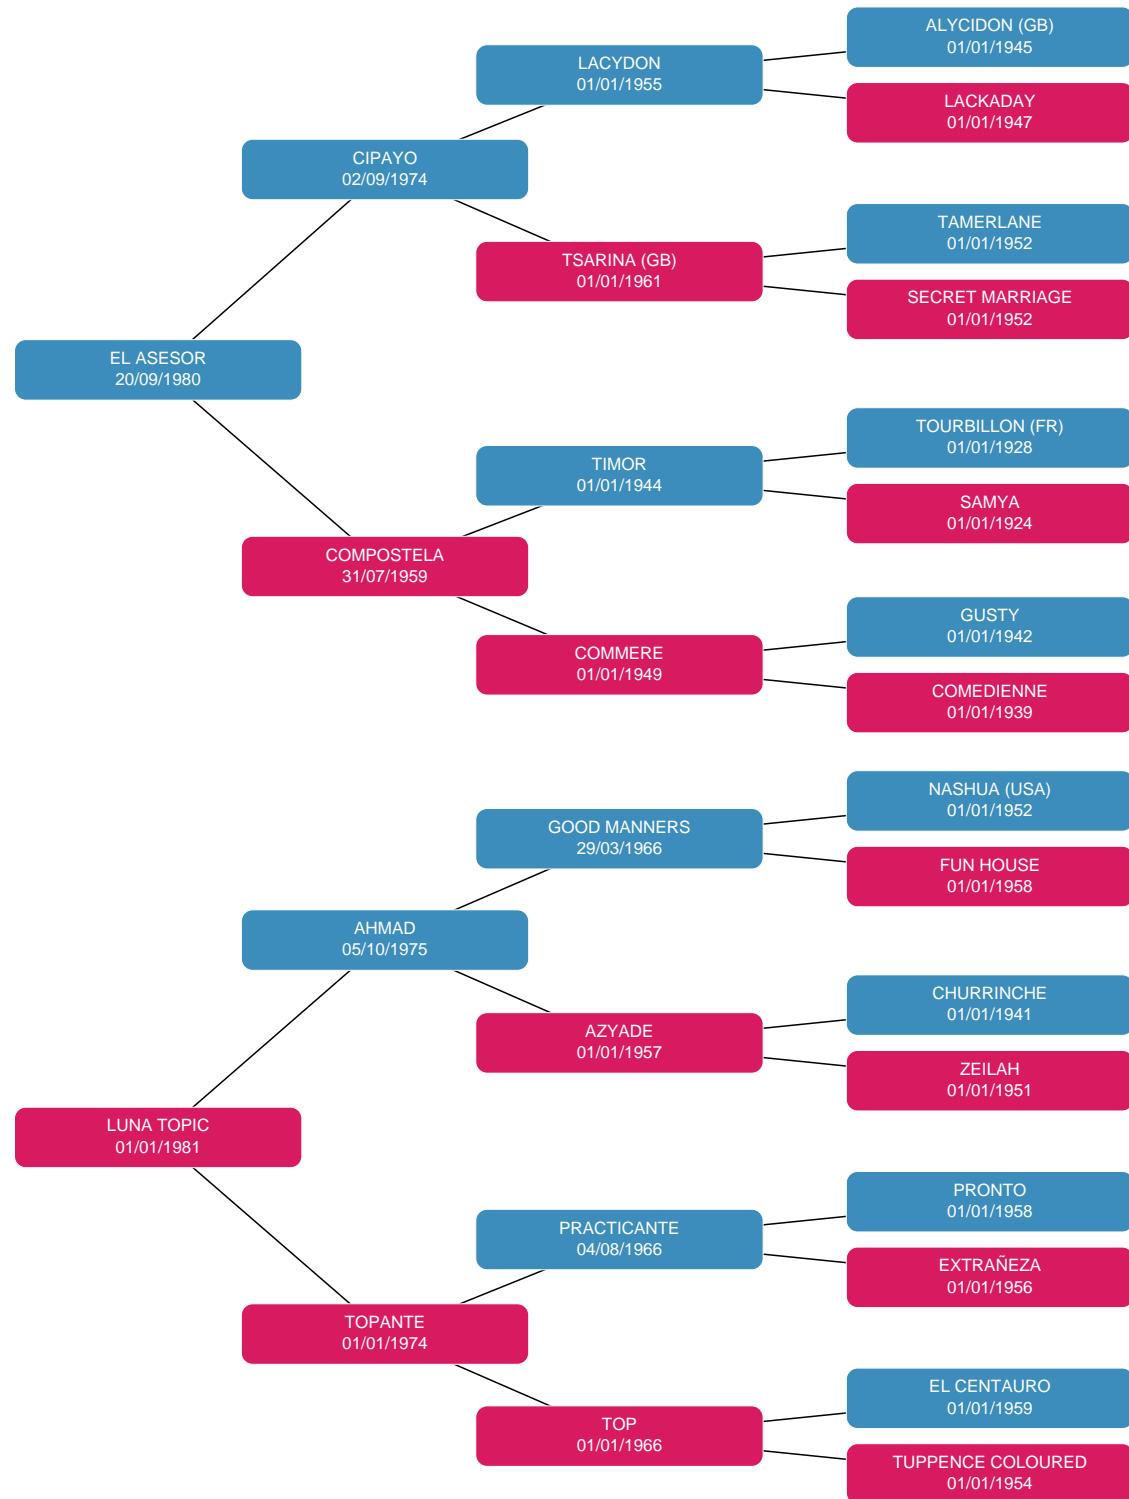 ALYCIDON (GB)
01/01/1945
LACYDON
01/01/1955
LACKADAY
01/01/1947
CIPAYO
02/09/1974
TAMERLANE
01/01/1952
TSARINA (GB)
01/01/1961
SECRET MARRIAGE
01/01/1952
EL ASESOR
20/09/1980
TOURBILLON (FR)
01/01/1928
TIMOR
01/01/1944
SAMYA
01/01/1924
COMPOSTELA
31/07/1959
GUSTY
01/01/1942
COMMERE
01/01/1949
COMEDIENNE
01/01/1939
NASHUA (USA)
01/01/1952
GOOD MANNERS
29/03/1966
FUN HOUSE
01/01/1958
AHMAD
05/10/1975
CHURRINCHE
01/01/1941
AZYADE
01/01/1957
ZEILAH
01/01/1951
LUNA TOPIC
01/01/1981
PRONTO
01/01/1958
PRACTICANTE
04/08/1966
EXTRAÑEZA
01/01/1956
TOPANTE
01/01/1974
EL CENTAURO
01/01/1959
TOP
01/01/1966
TUPPENCE COLOURED
01/01/1954